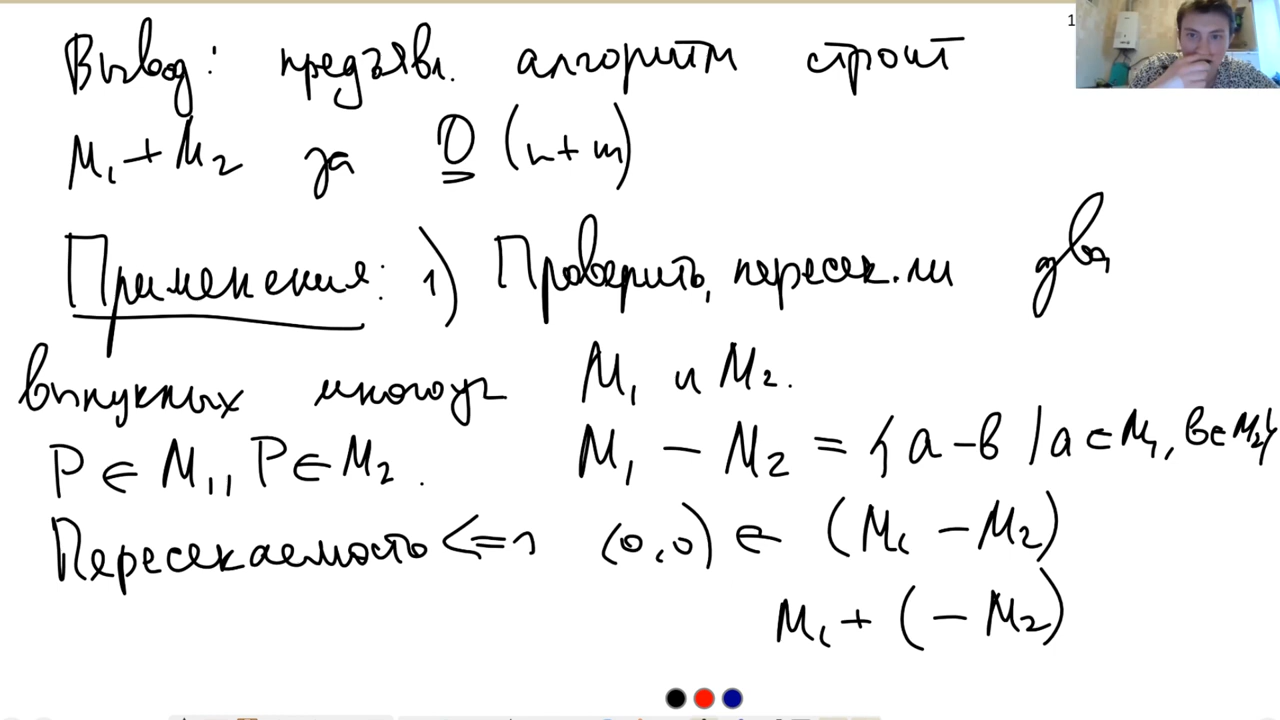 Вывод: предъявл. алгоритм строит
M₁ + M₂ за O (n+m)
Применения: 1) Проверить, пересек. ли два
выпуклых многоуг M₁ и M₂.
P ∈ M₁, P ∈ M₂. M₁ − M₂ = {a − b | a ∈ M₁, b ∈ M₂}
Пересекаемость <=> (0,0) ∈ (M₁ − M₂)
M₁ + (− M₂)